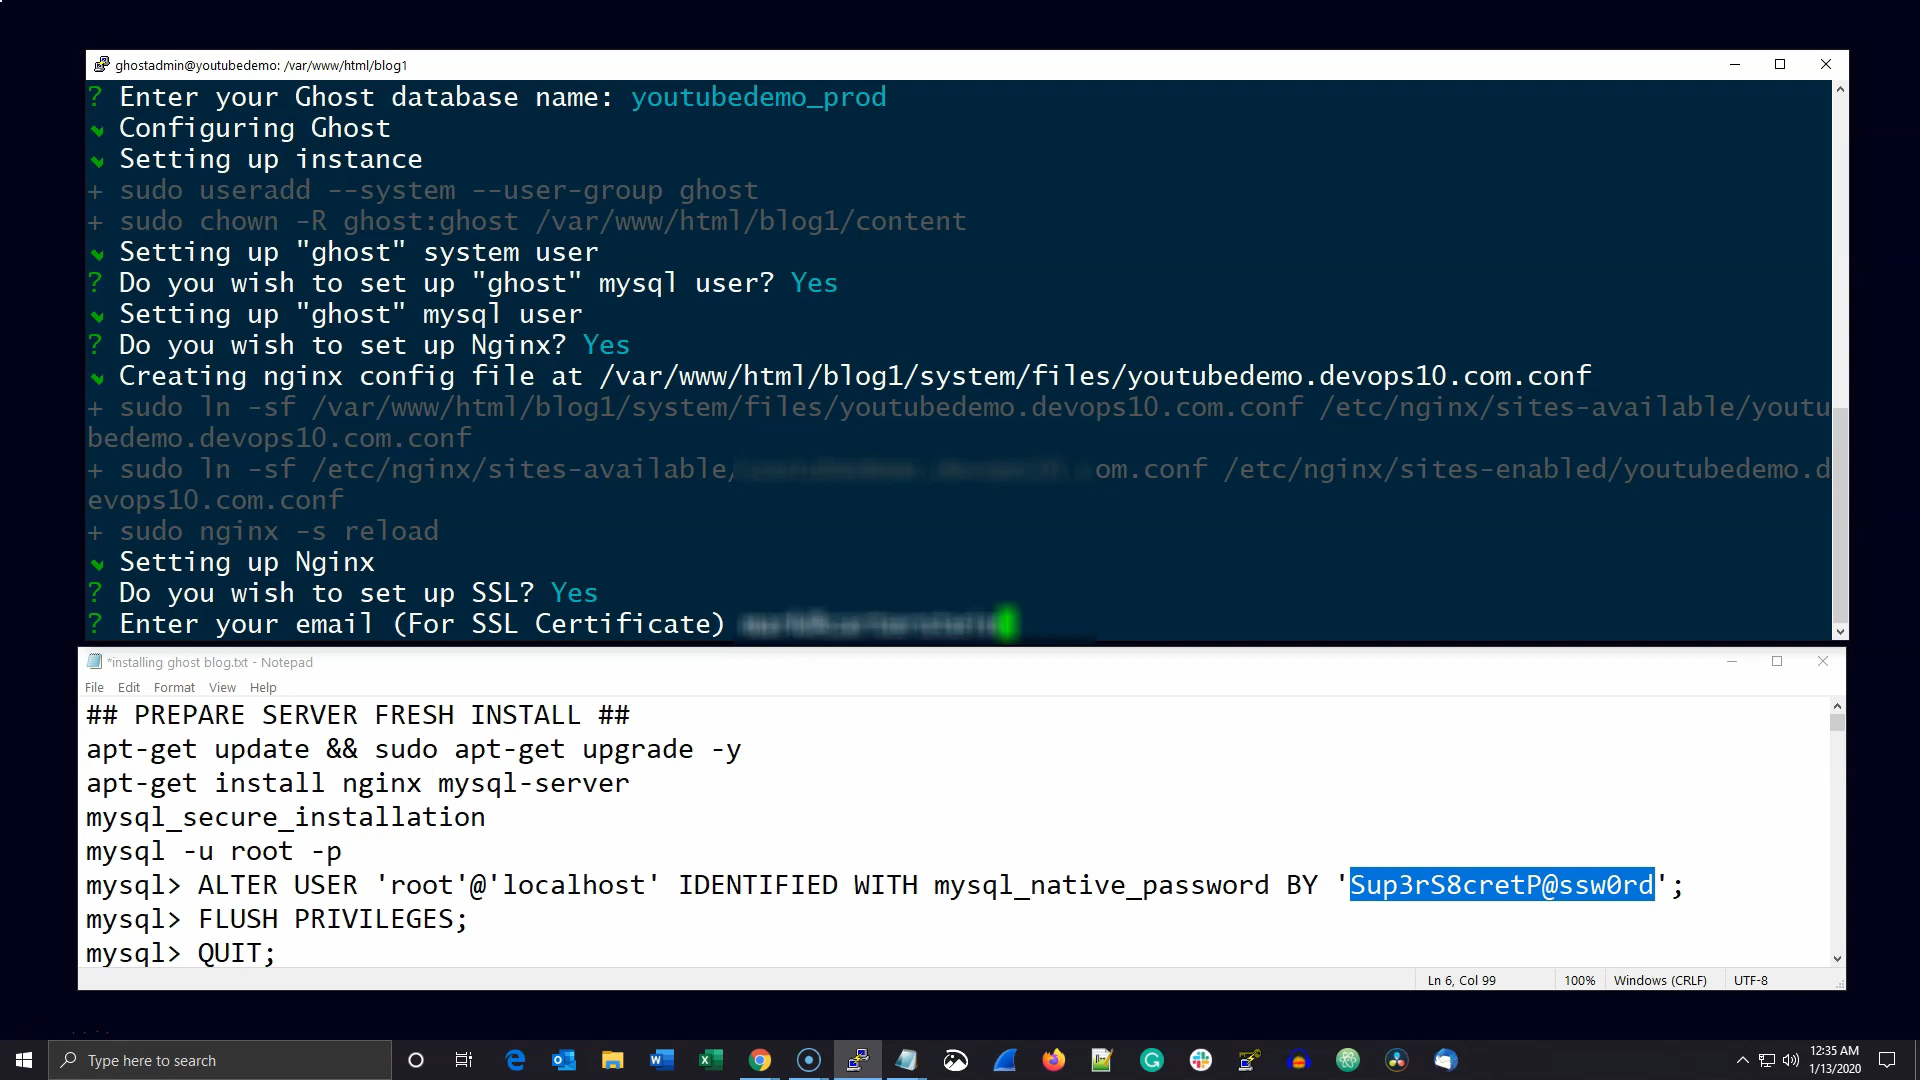 ghostadmin@youtubedemo: /var/www/html/blog1
? Enter your Ghost database name: youtubedemo_prod
Configuring Ghost
Setting up instance
+ sudo useradd --system --user-group ghost
+ sudo chown -R ghost:ghost /var/www/html/blog1/content
Setting up "ghost" system user
? Do you wish to set up "ghost" mysql user? Yes
Setting up "ghost" mysql user
? Do you wish to set up Nginx? Yes
Creating nginx config file at /var/www/html/blog1/system/files/youtubedemo.devops10.com.conf
+ sudo ln -sf /var/www/html/blog1/system/files/youtubedemo.devops10.com.conf /etc/nginx/sites-available/youtu
bedemo.devops10.com.conf
+ sudo ln -sf /etc/nginx/sites-available/ om.conf /etc/nginx/sites-enabled/youtubedemo.d
evops10.com.conf
+ sudo nginx -s reload
Setting up Nginx
? Do you wish to set up SSL? Yes
? Enter your email (For SSL Certificate)
*installing ghost blog.txt - Notepad
File Edit Format View Help
## PREPARE SERVER FRESH INSTALL ##
apt-get update && sudo apt-get upgrade -y
apt-get install nginx mysql-server
mysql_secure_installation
mysql -u root -p
mysql> ALTER USER 'root'@'localhost' IDENTIFIED WITH mysql_native_password BY 'Sup3rS8cretP@ssw0rd';
mysql> FLUSH PRIVILEGES;
mysql> QUIT;
Ln 6, Col 99 100% Windows (CRLF) UTF-8
Type here to search
12:35 AM
1/13/2020